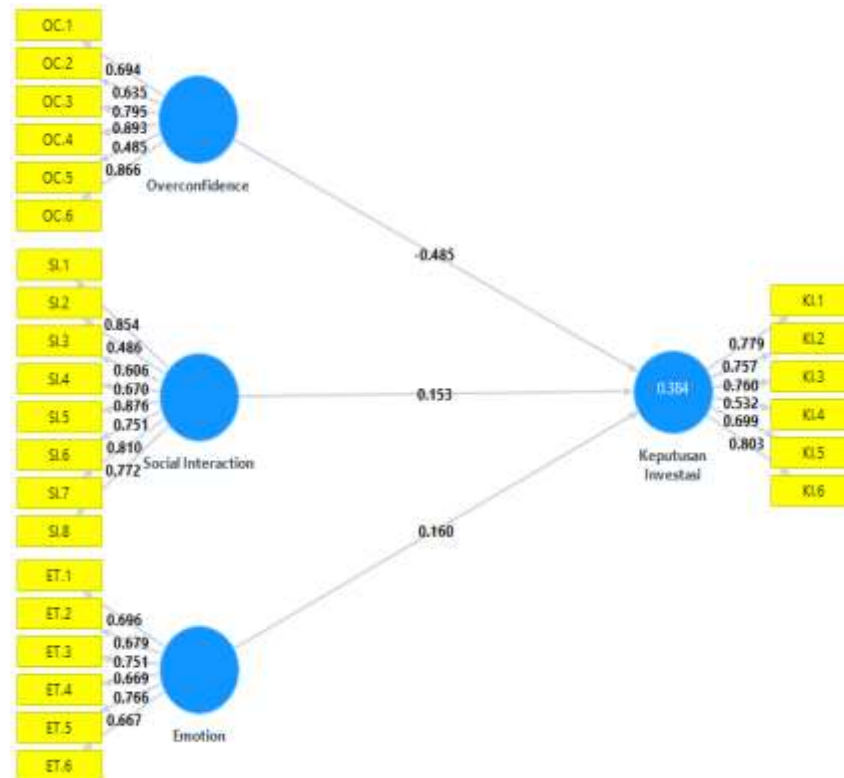 OC.1
OC.2
OC.3
OC.4
OC.5
OC.6
0.694
0.635
0.795
0.893
0.485
0.866
Overconfidence
-0.485
SI.1
SI.2
SI.3
SI.4
SI.5
SI.6
SI.7
SI.8
0.854
0.486
0.606
0.670
0.876
0.751
0.810
0.772
Social Interaction
0.153
ET.1
ET.2
ET.3
ET.4
ET.5
ET.6
0.696
0.679
0.751
0.669
0.766
0.667
Emotion
0.160
0.384
Keputusan
Investasi
0.779
0.757
0.760
0.532
0.699
0.803
KI.1
KI.2
KI.3
KI.4
KI.5
KI.6